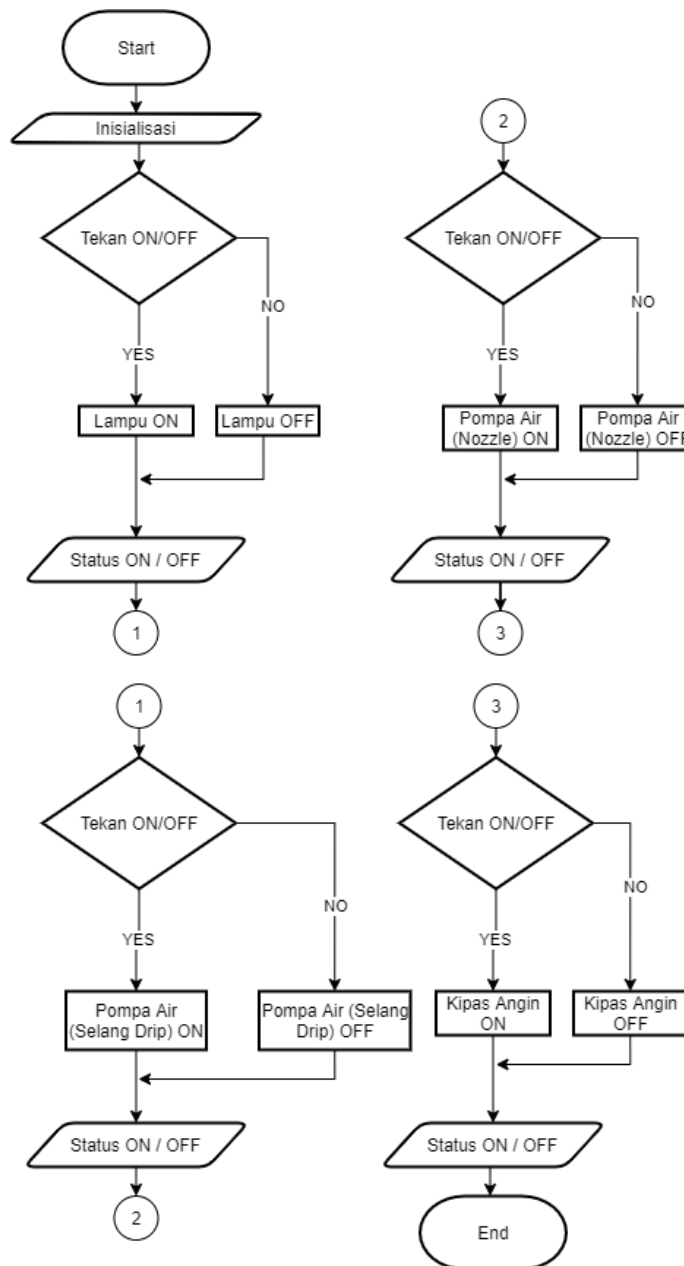 Start
Inisialisasi
Tekan ON/OFF
NO
YES
Lampu ON
Lampu OFF
Status ON / OFF
1
1
Tekan ON/OFF
NO
YES
Pompa Air
(Selang Drip) ON
Pompa Air (Selang
Drip) OFF
Status ON / OFF
2
2
Tekan ON/OFF
NO
YES
Pompa Air
(Nozzle) ON
Pompa Air
(Nozzle) OFF
Status ON / OFF
3
3
Tekan ON/OFF
NO
YES
Kipas Angin
ON
Kipas Angin
OFF
Status ON / OFF
End